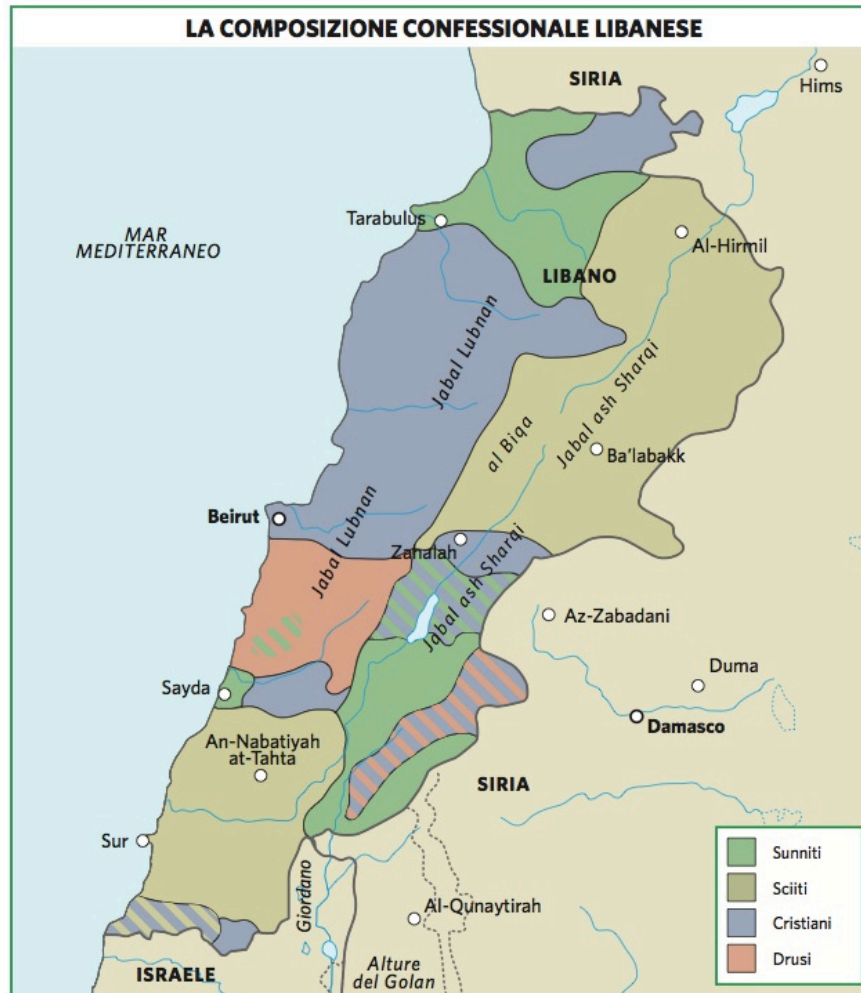 LA COMPOSIZIONE CONFESSIONALE LIBANESE
SIRIA
Hims
Tarabulus
MAR
MEDITERRANEO
Al-Hirmil
LIBANO
Jabal Lubnan
Jabal ash Sharqi
al Biqa
Ba'labakk
Jabal Lubnan
Beirut
Zahalah
Jabal ash Sharqi
Az-Zabadani
Duma
Sayda
Damasco
An-Nabatiyah
at-Tahta
SIRIA
Sur
Giordano
Al-Qunaytirah
ISRAELE
Alture
del Golan
Sunniti
Sciiti
Cristiani
Drusi